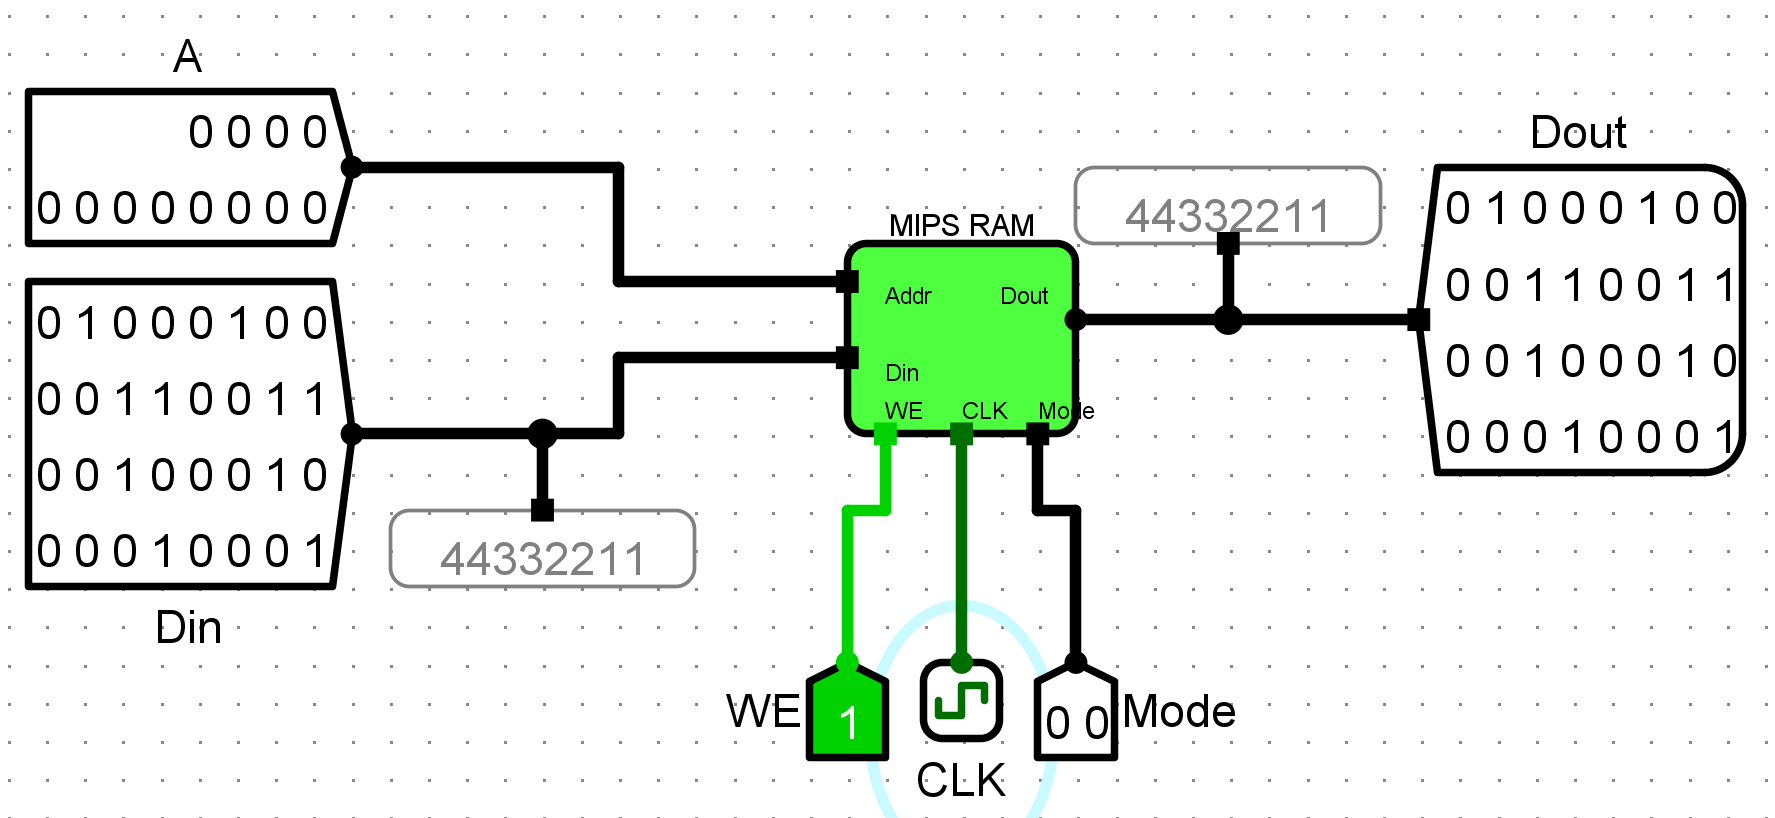 A
0 0 0 0
0 0 0 0 0 0 0 0
0 1 0 0 0 1 0 0
0 0 1 1 0 0 1 1
0 0 1 0 0 0 1 0
0 0 0 1 0 0 0 1
Din
44332211
MIPS RAM
Addr
Dout
Din
WE
CLK
Mode
44332211
Dout
0 1 0 0 0 1 0 0
0 0 1 1 0 0 1 1
0 0 1 0 0 0 1 0
0 0 0 1 0 0 0 1
WE
1
CLK
0 0
Mode